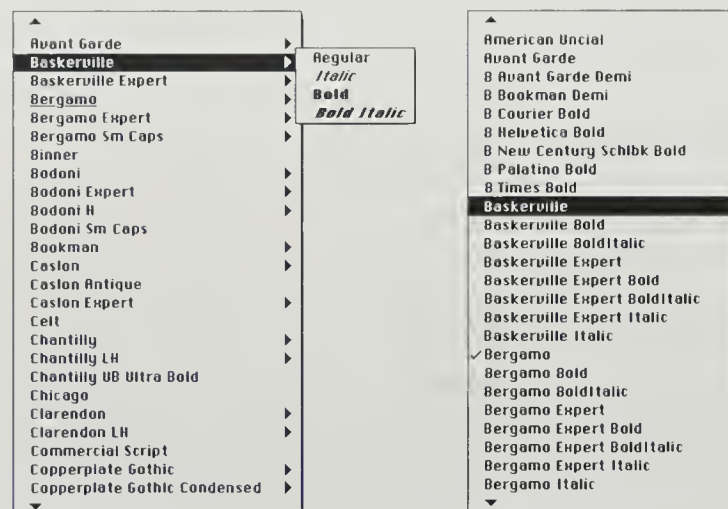 Avant Garde
Baskerville
Baskerville Expert
Bergamo
Bergamo Expert
Bergamo Sm Caps
Binner
Bodoni
Bodoni Expert
Bodoni H
Bodoni Sm Caps
Bookman
Caslon
Caslon Antique
Caslon Expert
Celt
Chantilly
Chantilly LH
Chantilly UB Ultra Bold
Chicago
Clarendon
Clarendon LH
Commercial Script
Copperplate Gothic
Copperplate Gothic Condensed
Regular
Italic
Bold
Bold Italic
American Uncial
Avant Garde
B Avant Garde Demi
B Bookman Demi
B Courier Bold
B Helvetica Bold
B New Century Schlbk Bold
B Palatino Bold
B Times Bold
Baskerville
Baskerville Bold
Baskerville BoldItalic
Baskerville Expert
Baskerville Expert Bold
Baskerville Expert BoldItalic
Baskerville Expert Italic
Baskerville Italic
✓Bergamo
Bergamo Bold
Bergamo BoldItalic
Bergamo Expert
Bergamo Expert Bold
Bergamo Expert BoldItalic
Bergamo Expert Italic
Bergamo Italic